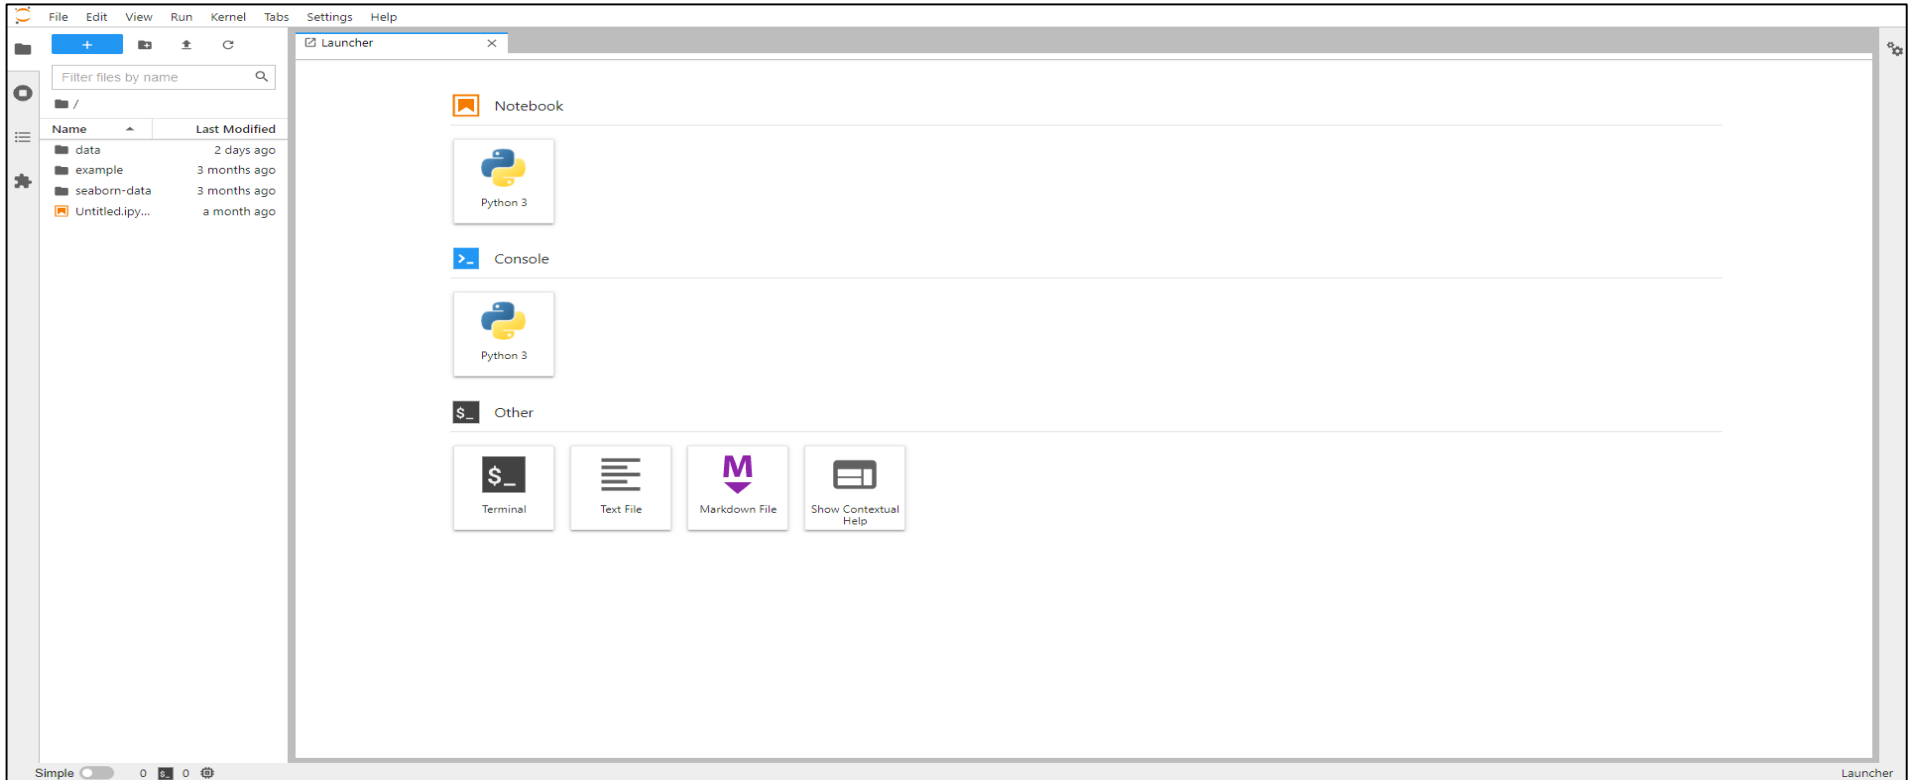 File Edit View Run Kernel Tabs Settings Help
+
Filter files by name
/
Name Last Modified
data 2 days ago
example 3 months ago
seaborn-data 3 months ago
Untitled.ipy... a month ago
Launcher
Notebook
Python 3
>_ Console
Python 3
$_ Other
$_
M
Terminal
Text File
Markdown File
Show Contextual
Help
Simple 0 $_ 0
Launcher